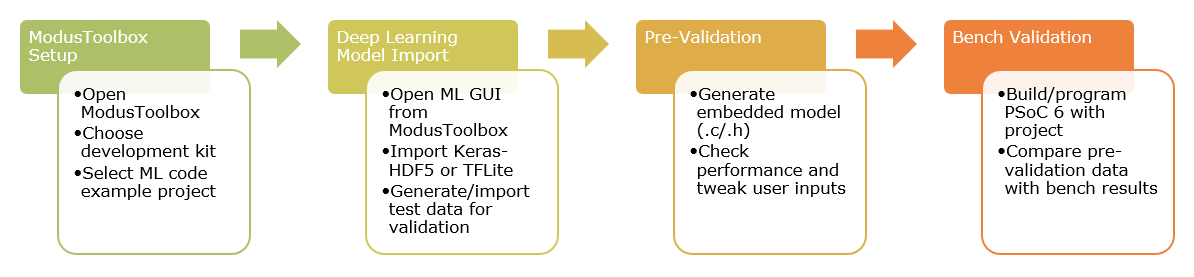 ModusToolbox
Setup
•Open
ModusToolbox
•Choose
development kit
•Select ML code
example project
Deep Learning
Model Import
•Open ML GUI
from
ModusToolbox
•Import Keras-
HDF5 or TFLite
•Generate/import
test data for
validation
Pre-Validation
•Generate
embedded model
(.c/.h)
•Check
performance and
tweak user inputs
Bench Validation
•Build/program
PSoC 6 with
project
•Compare pre-
validation data
with bench results